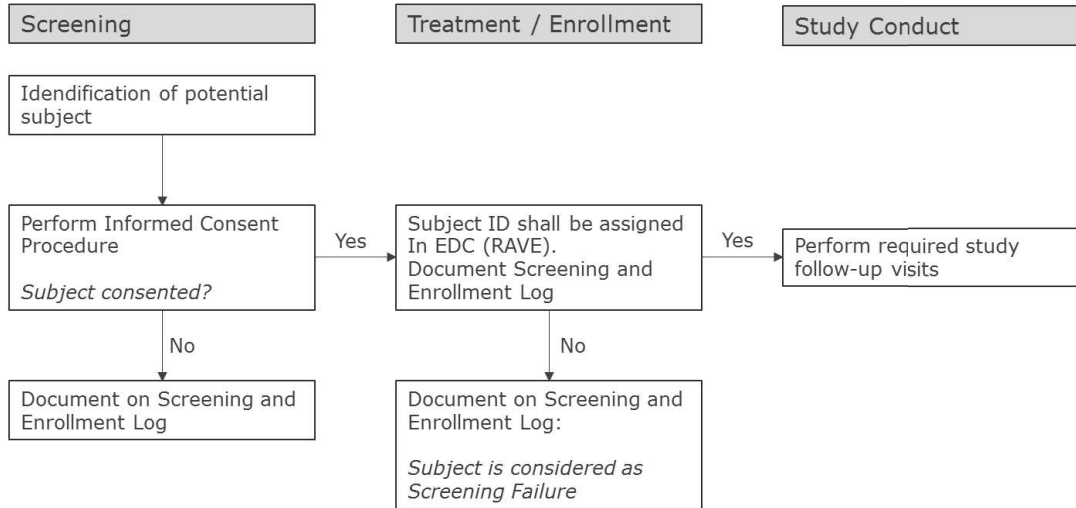 Screening
Treatment / Enrollment
Study Conduct
Idendification of potential
subject
Perform Informed Consent
Procedure
Subject consented?
Yes
Subject ID shall be assigned
In EDC (RAVE).
Document Screening and
Enrollment Log
Yes
Perform required study
follow-up visits
No
No
Document on Screening and
Enrollment Log
Document on Screening and
Enrollment Log:
Subject is considered as
Screening Failure